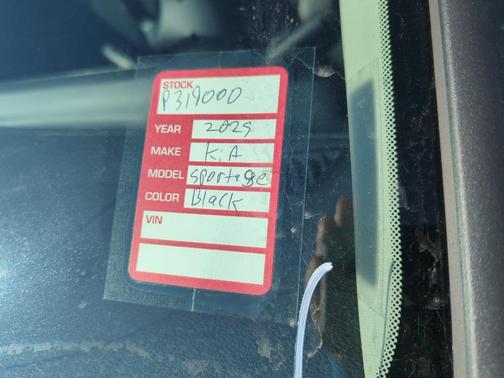 STOCK
P319000
YEAR 2025
MAKE KiA
MODEL sportage
COLOR Black
VIN